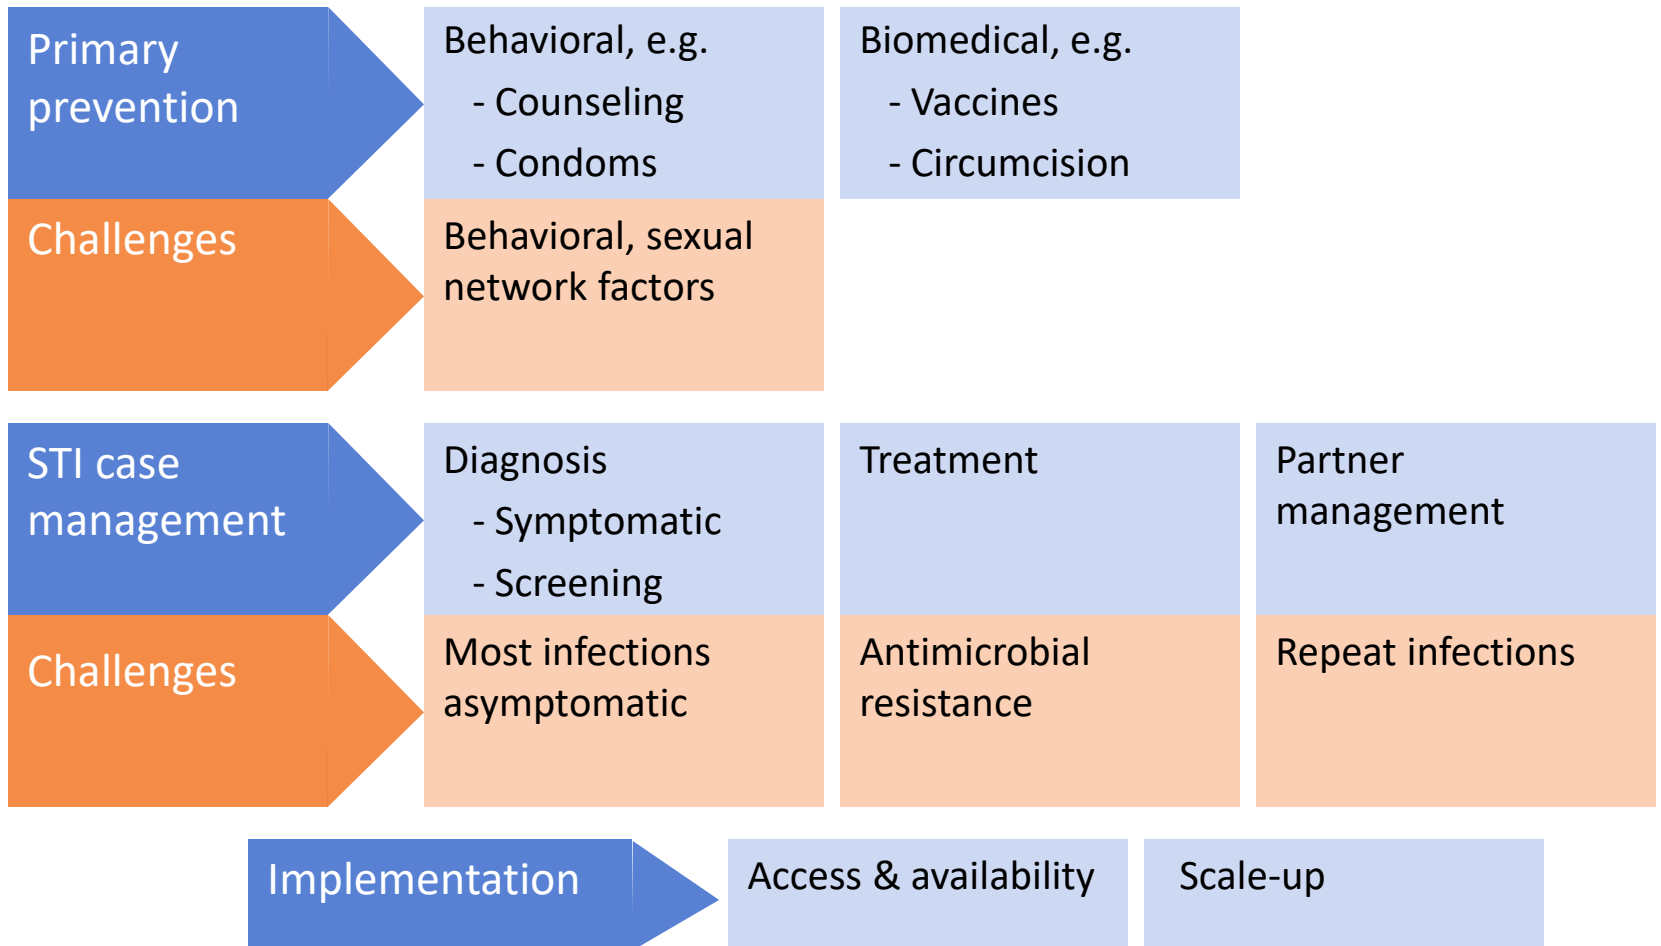 Primary
prevention
Behavioral, e.g.
- Counseling
- Condoms
Biomedical, e.g.
- Vaccines
- Circumcision
Challenges
Behavioral, sexual
network factors
STI case
management
Diagnosis
- Symptomatic
- Screening
Treatment
Partner
management
Challenges
Most infections
asymptomatic
Antimicrobial
resistance
Repeat infections
Implementation
Access & availability
Scale-up